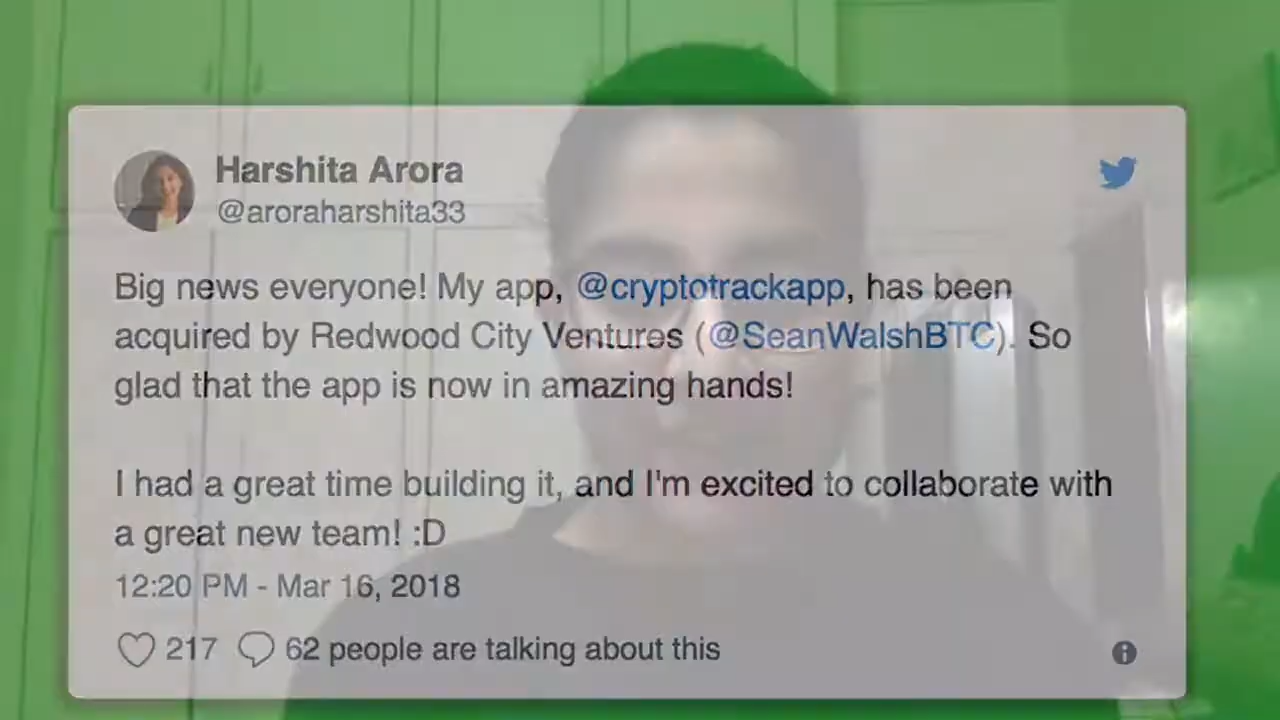 Harshita Arora
@aroraharshita33
Big news everyone! My app, @cryptotrackapp, has been
acquired by Redwood City Ventures (@SeanWalshBTC). So
glad that the app is now in amazing hands!
I had a great time building it, and I'm excited to collaborate with
a great new team! :D
12:20 PM - Mar 16, 2018
217 62 people are talking about this